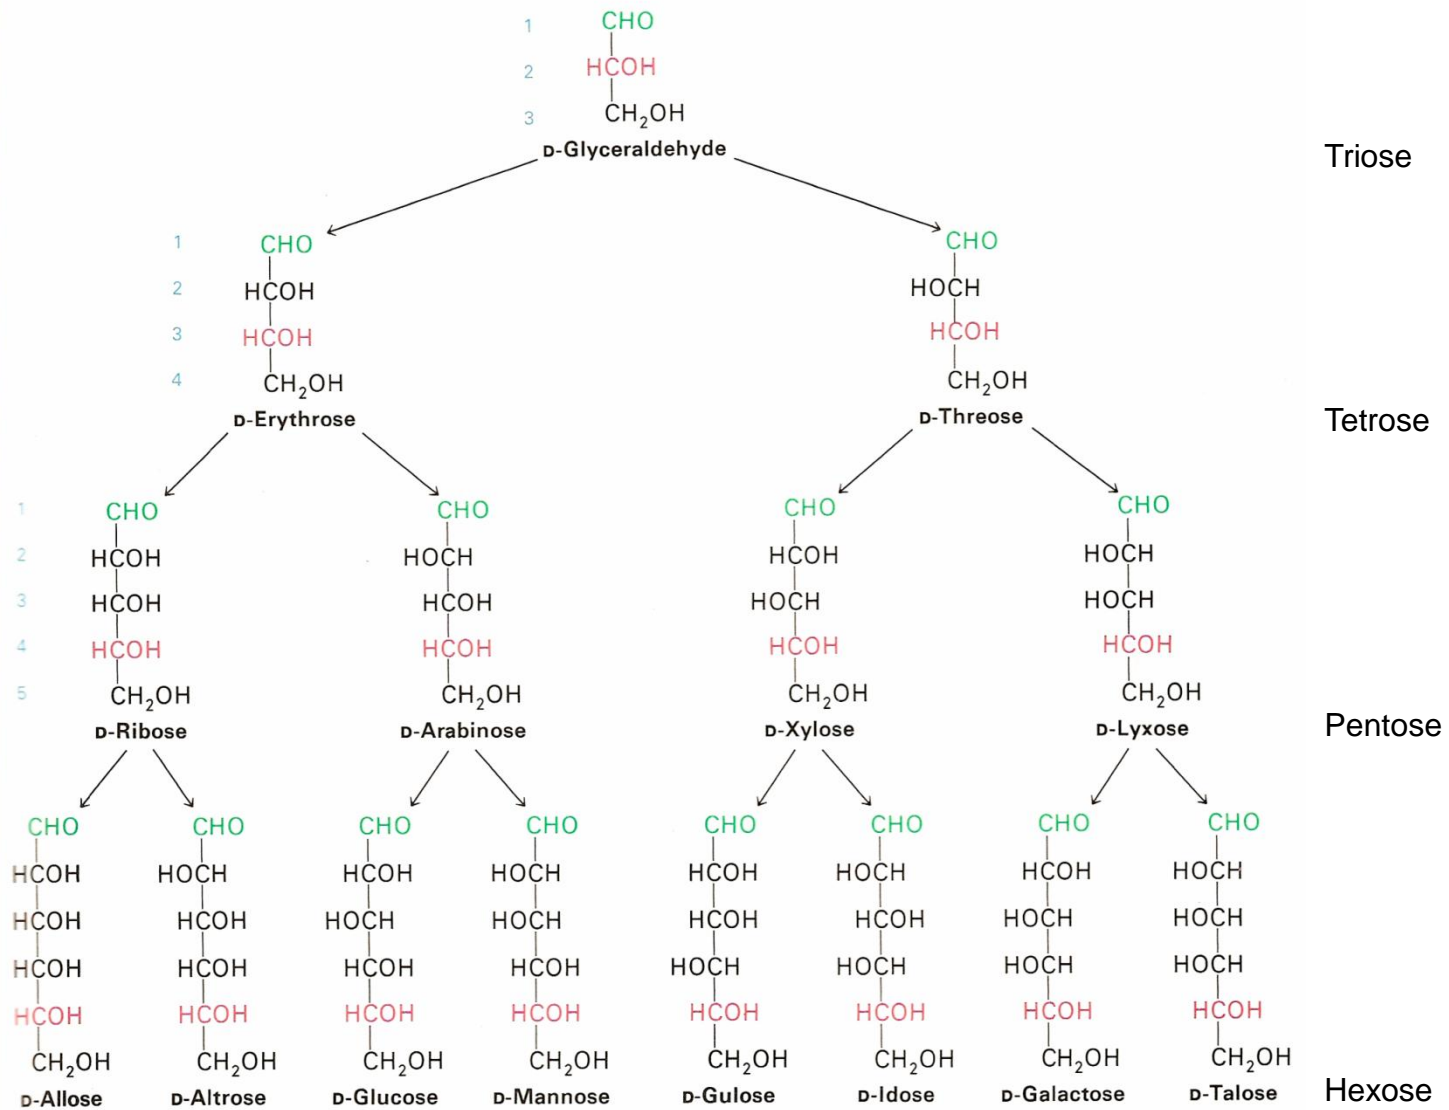 1 CHO
2 HCOH
3 CH₂OH
D-Glyceraldehyde
Triose
1 CHO CHO
2 HCOH HOCH
3 HCOH HCOH
4 CH₂OH CH₂OH
D-Erythrose D-Threose
Tetrose
1 CHO CHO CHO CHO
2 HCOH HOCH HCOH HOCH
3 HCOH HCOH HOCH HOCH
4 HCOH HCOH HCOH HCOH
5 CH₂OH CH₂OH CH₂OH CH₂OH
D-Ribose D-Arabinose D-Xylose D-Lyxose
Pentose
CHO CHO CHO CHO CHO CHO CHO CHO
HCOH HOCH HCOH HOCH HCOH HOCH HCOH HOCH
HCOH HCOH HOCH HOCH HCOH HCOH HOCH HOCH
HCOH HCOH HCOH HCOH HOCH HOCH HOCH HOCH
HCOH HCOH HCOH HCOH HCOH HCOH HCOH HCOH
CH₂OH CH₂OH CH₂OH CH₂OH CH₂OH CH₂OH CH₂OH CH₂OH
D-Allose D-Altrose D-Glucose D-Mannose D-Gulose D-Idose D-Galactose D-Talose
Hexose